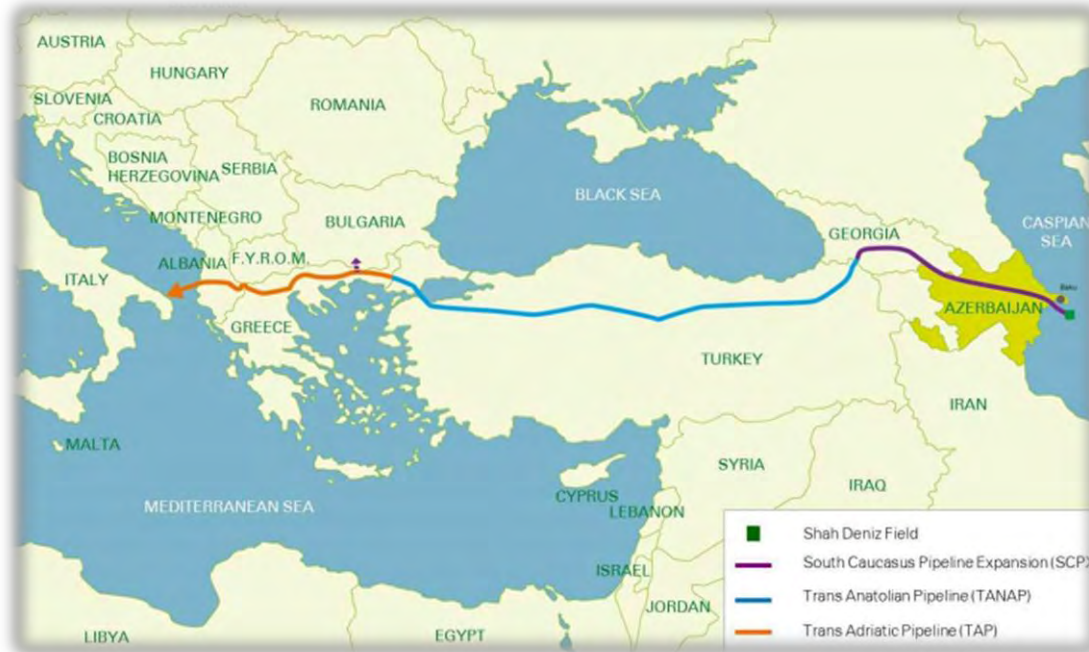 AUSTRIA
HUNGARY
SLOVENIA
CROATIA
ROMANIA
BOSNIA
HERZEGOVINA
SERBIA
BLACK SEA
MONTENEGRO
BULGARIA
GEORGIA
CASPIAN
SEA
ALBANIA
F.Y.R.O.M.
ITALY
Baku
AZERBAIJAN
GREECE
TURKEY
IRAN
MALTA
SYRIA
IRAQ
CYPRUS
LEBANON
MEDITERRANEAN SEA
ISRAEL
JORDAN
LIBYA
EGYPT
Shah Deniz Field
South Caucasus Pipeline Expansion (SCPX
Trans Anatolian Pipeline (TANAP)
Trans Adriatic Pipeline (TAP)